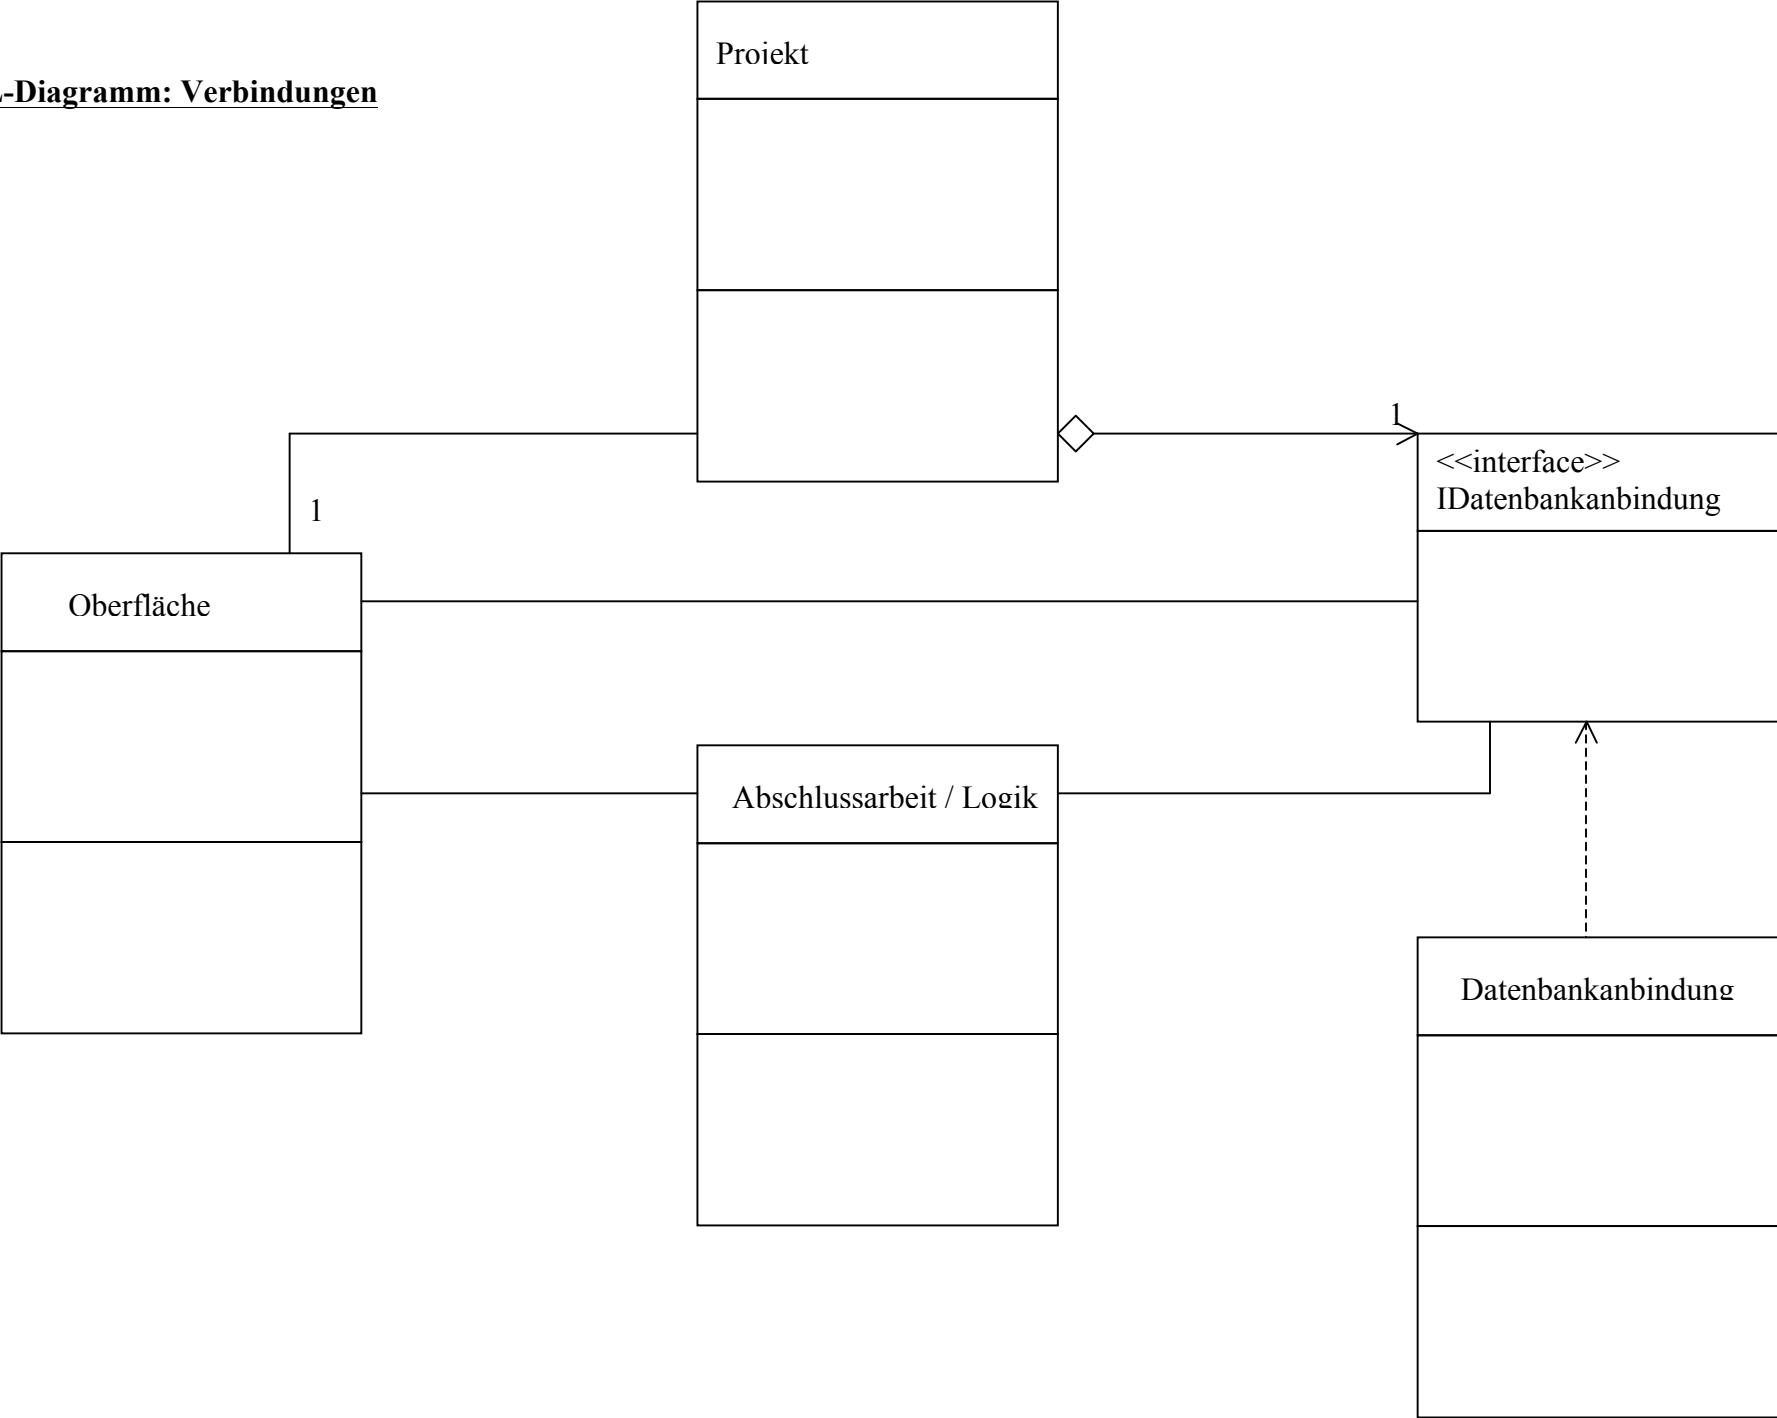 Projekt
-Diagramm: Verbindungen
1
<<interface>>
IDatenbankanbindung
1
Oberfläche
Abschlussarbeit / Logik
Datenbankanbindung